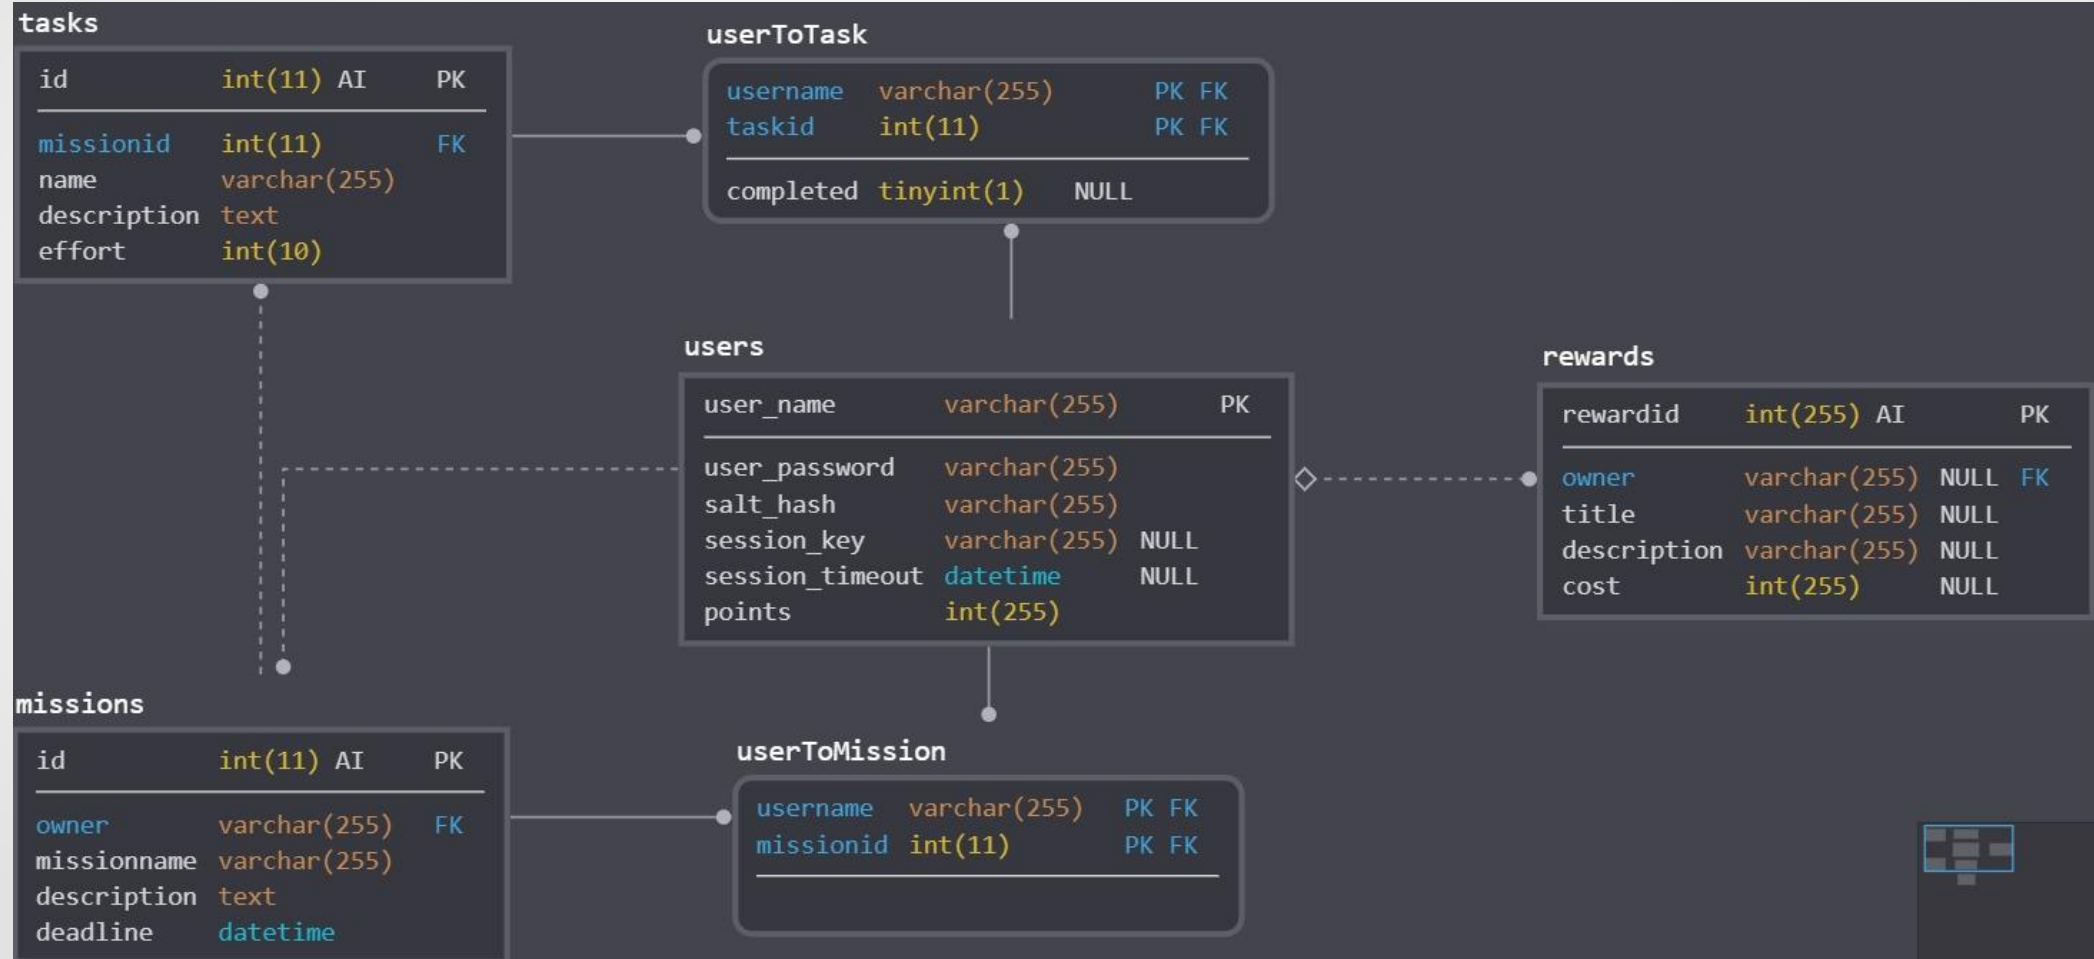 tasks
id int(11) AI PK
missionid int(11) FK
name varchar(255)
description text
effort int(10)
userToTask
username varchar(255) PK FK
taskid int(11) PK FK
completed tinyint(1) NULL
users
user_name varchar(255) PK
user_password varchar(255)
salt_hash varchar(255)
session_key varchar(255) NULL
session_timeout datetime NULL
points int(255)
rewards
rewardid int(255) AI PK
owner varchar(255) NULL FK
title varchar(255) NULL
description varchar(255) NULL
cost int(255) NULL
missions
id int(11) AI PK
owner varchar(255) FK
missionname varchar(255)
description text
deadline datetime
userToMission
username varchar(255) PK FK
missionid int(11) PK FK